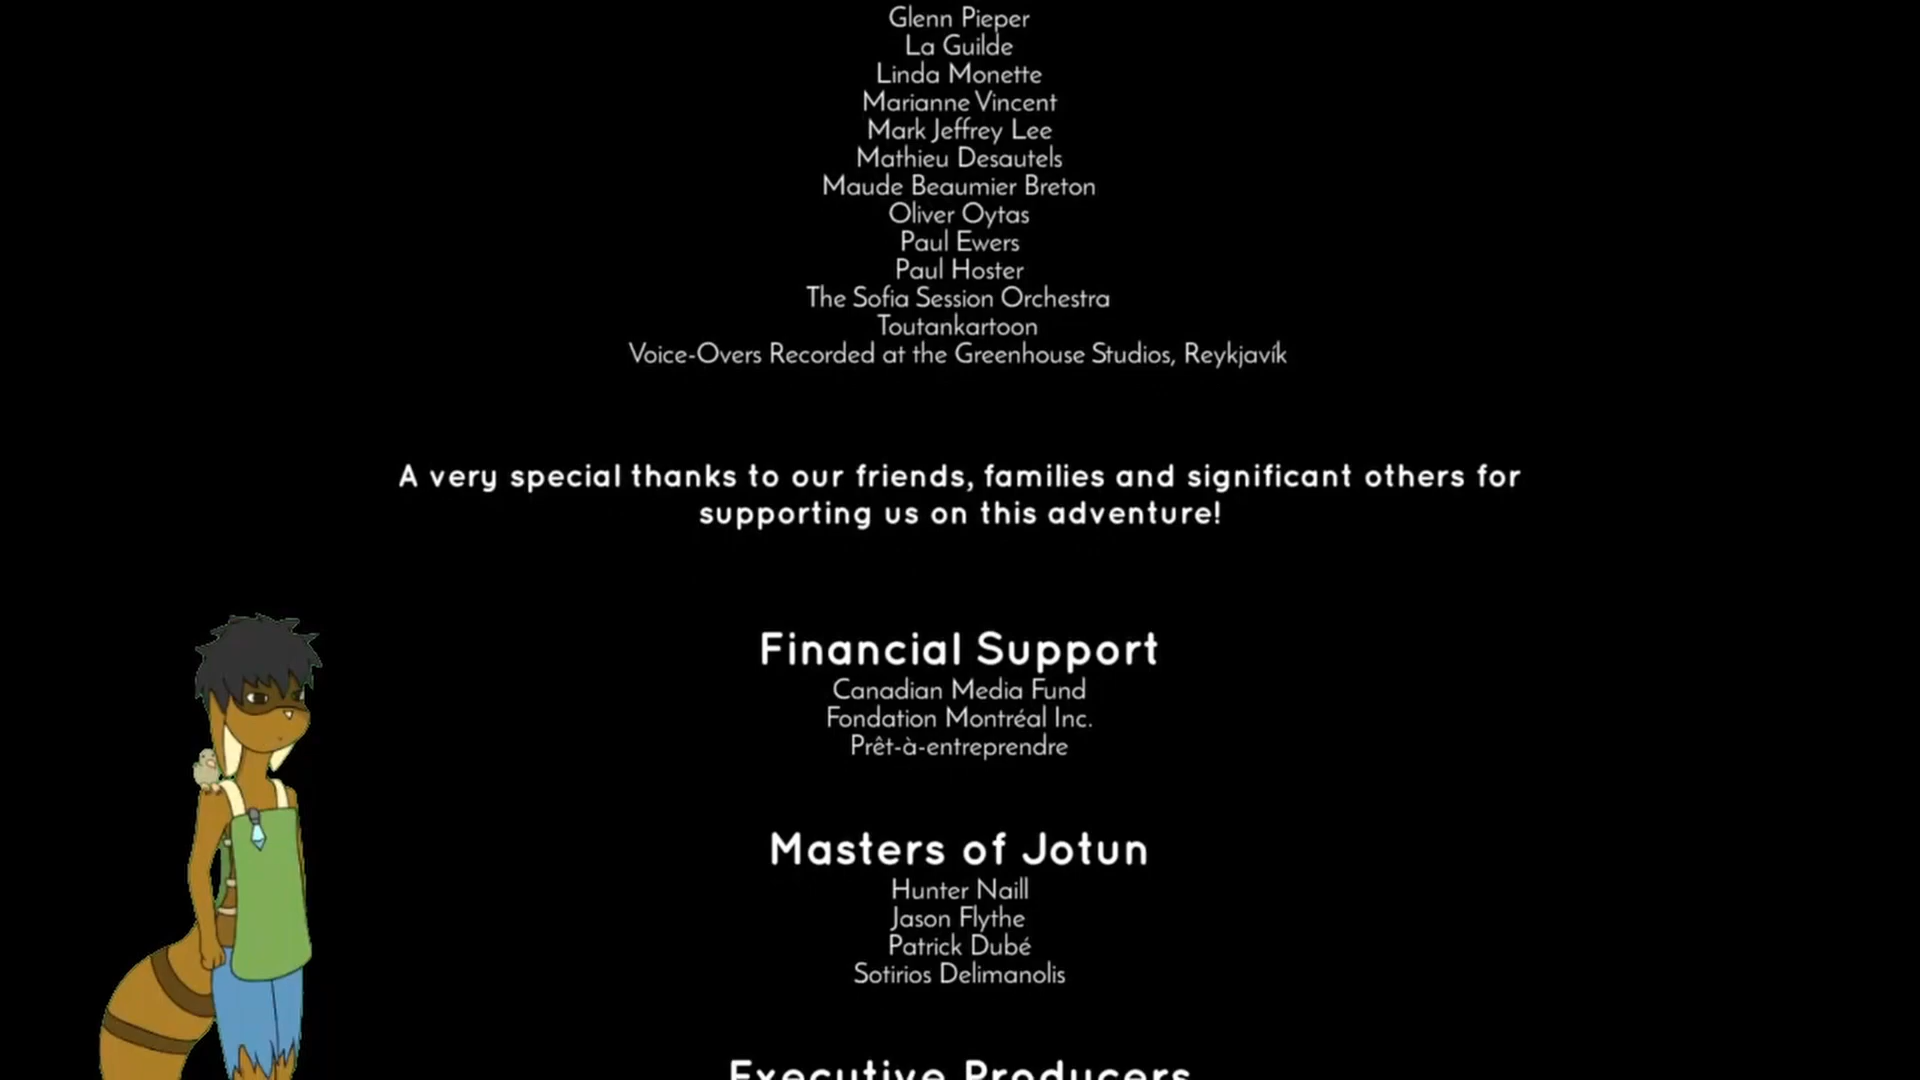 Glenn Pieper
La Guilde
Linda Monette
Marianne Vincent
Mark Jeffrey Lee
Mathieu Desautels
Maude Beaumier Breton
Oliver Oytas
Paul Ewers
Paul Hoster
The Sofia Session Orchestra
Toutankartoon
Voice-Overs Recorded at the Greenhouse Studios, Reykjavík
A very special thanks to our friends, families and significant others for
supporting us on this adventure!
Financial Support
Canadian Media Fund
Fondation Montréal Inc.
Prêt-à-entreprendre
Masters of Jotun
Hunter Naill
Jason Flythe
Patrick Dubé
Sotirios Delimanolis
Executive Producers